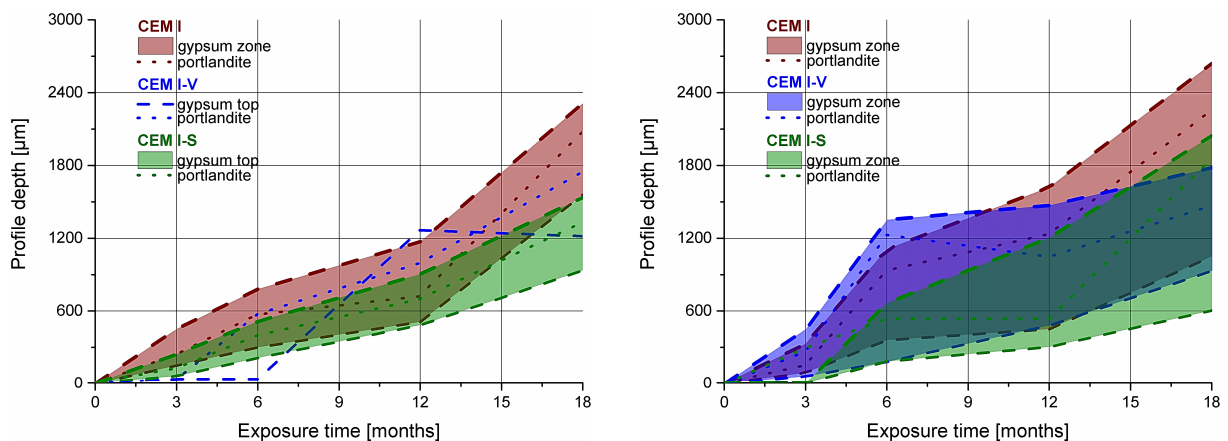 3000
2400
1800
1200
600
0
Profile depth [µm]
CEM I
gypsum zone
portlandite
CEM I-V
gypsum top
portlandite
CEM I-S
gypsum top
portlandite
0 3 6 9 12 15 18
Exposure time [months]
3000
2400
1800
1200
600
0
Profile depth [µm]
CEM I
gypsum zone
portlandite
CEM I-V
gypsum zone
portlandite
CEM I-S
gypsum zone
portlandite
0 3 6 9 12 15 18
Exposure time [months]